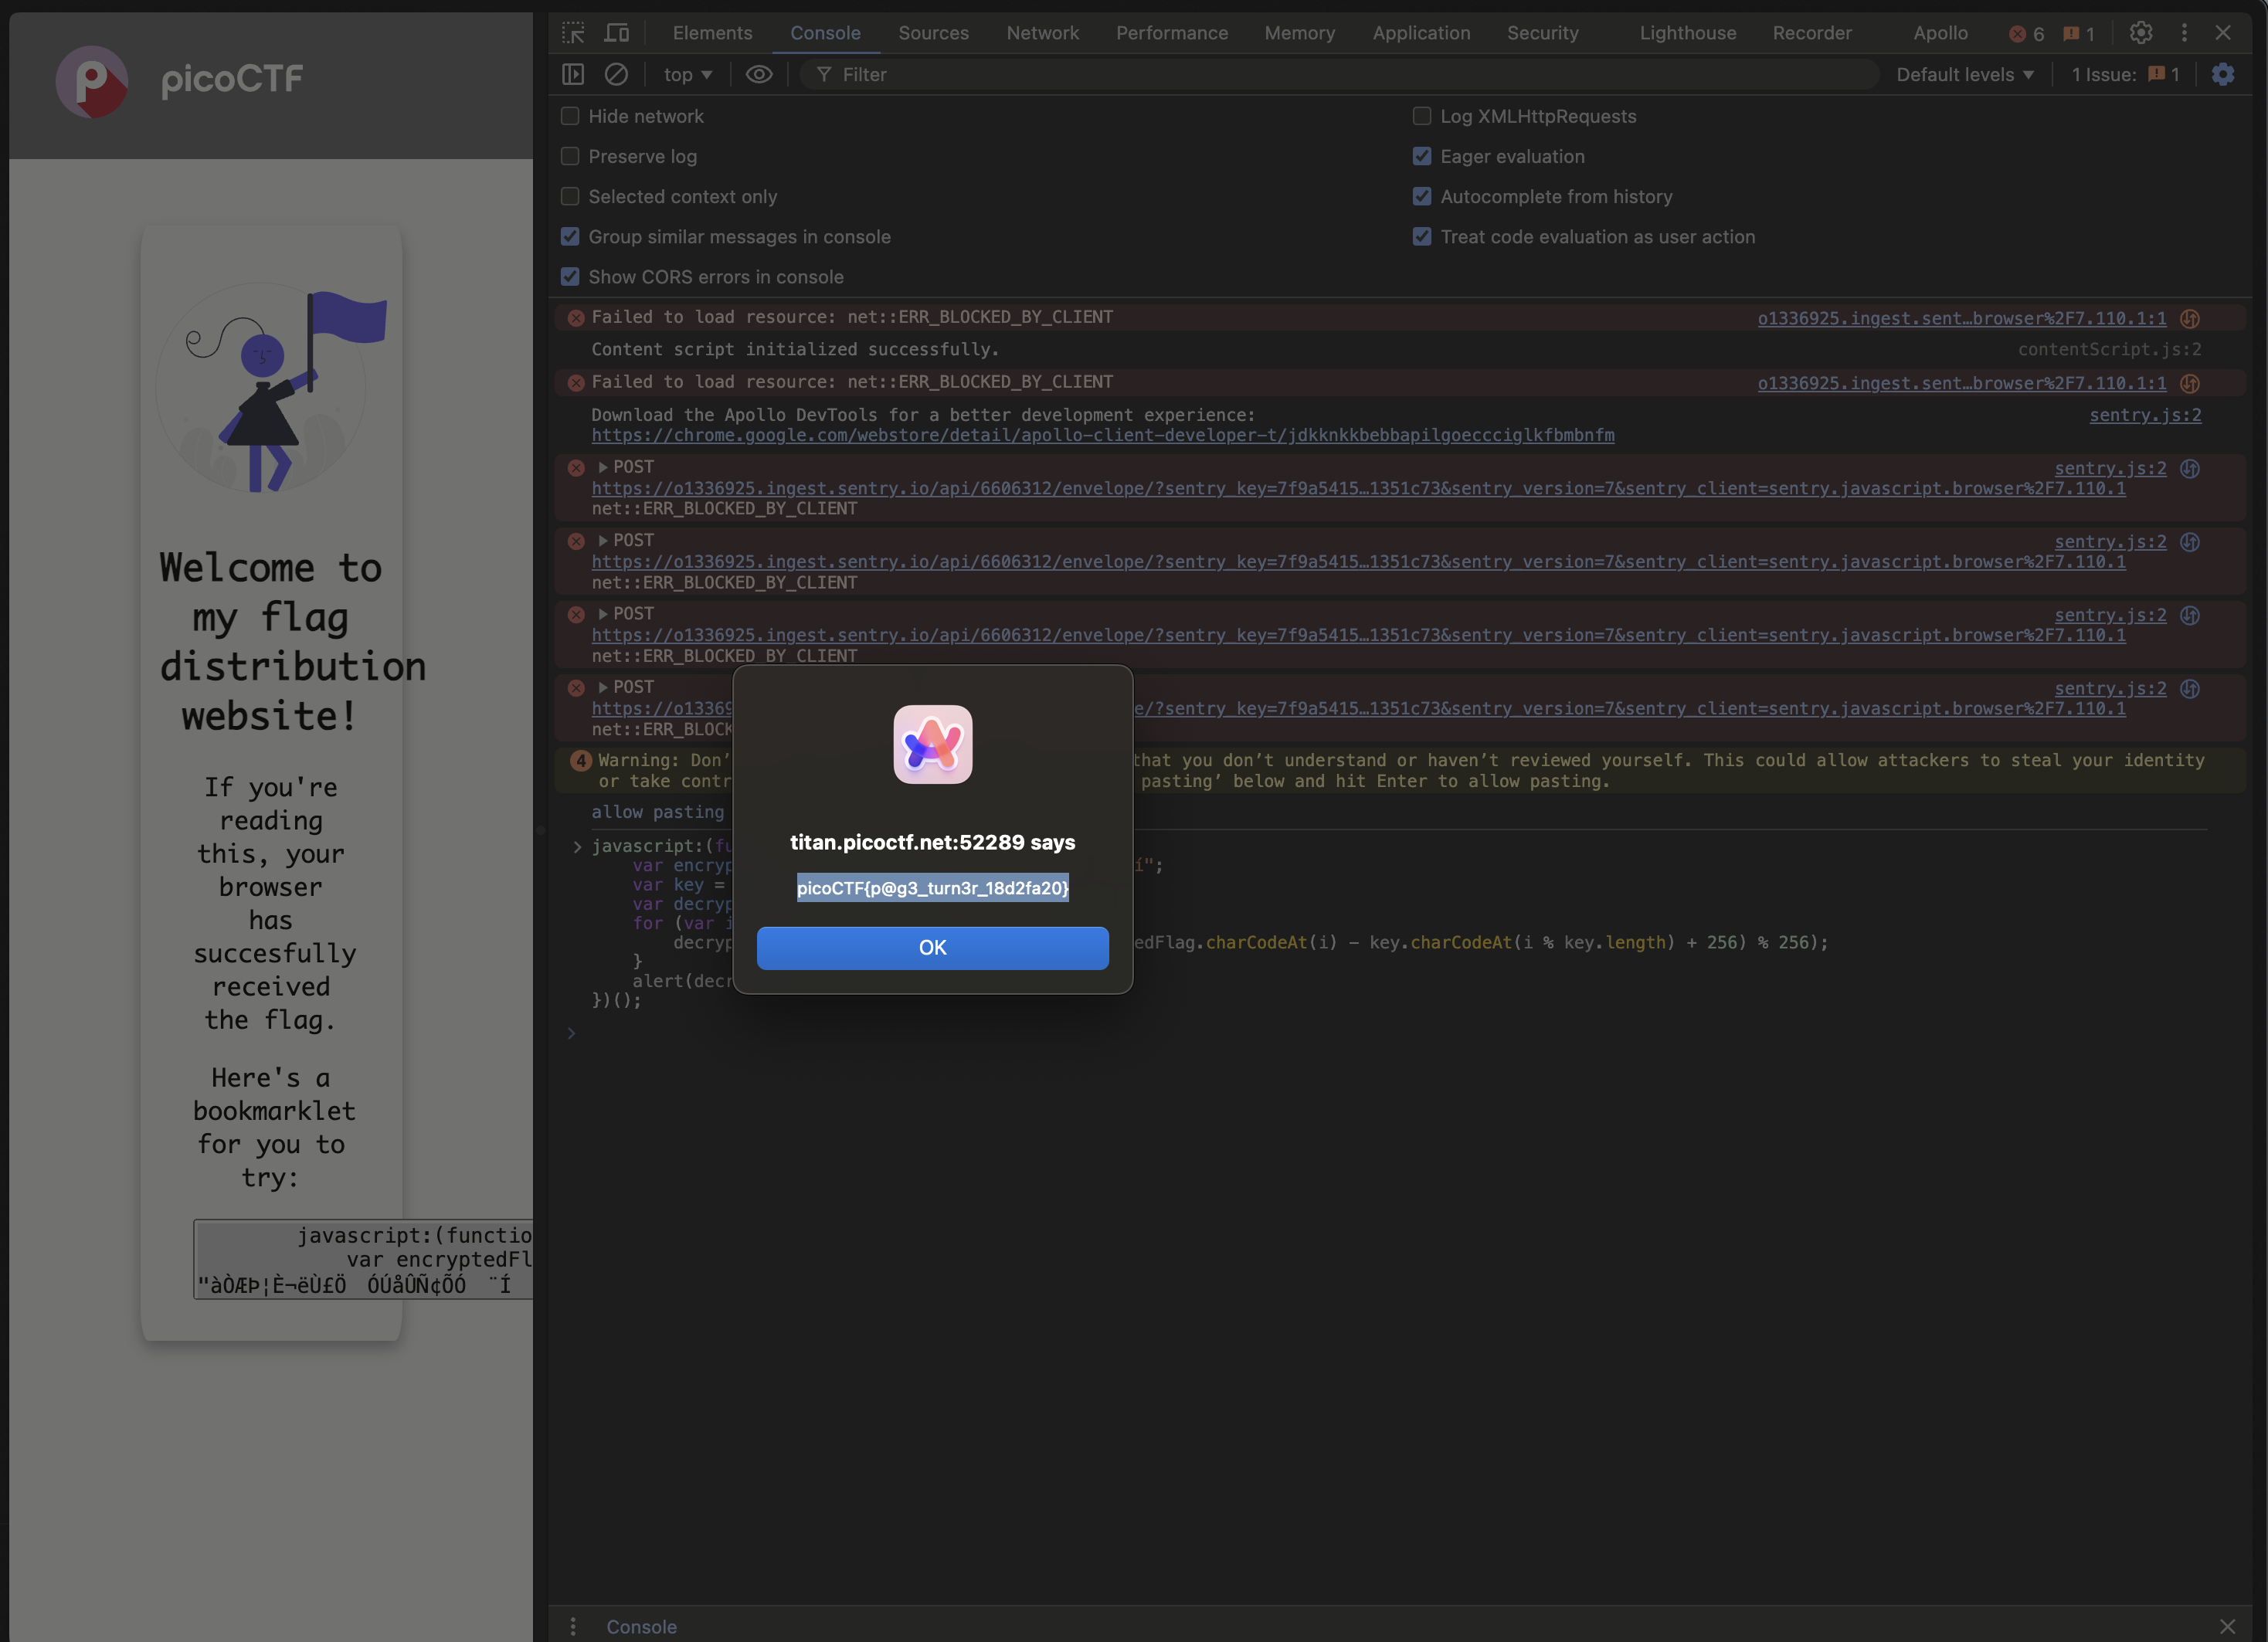 picoCTF
Welcome to
my flag
distribution
website!
If you're
reading
this, your
browser
has
succesfully
received
the flag.
Here's a
bookmarklet
for you to
try:
javascript:(functio
var encryptedFl
"àÒÆÞ¦È¬ëÙ£Ö ÓÚåÛÑ¢ÕÓ ¨Í
Elements Console Sources Network Performance Memory Application Security Lighthouse Recorder Apollo 6 1
top Filter Default levels 1 Issue: 1
Hide network Log XMLHttpRequests
Preserve log Eager evaluation
Selected context only Autocomplete from history
Group similar messages in console Treat code evaluation as user action
Show CORS errors in console
Failed to load resource: net::ERR_BLOCKED_BY_CLIENT o1336925.ingest.sent…browser%2F7.110.1:1
Content script initialized successfully. contentScript.js:2
Failed to load resource: net::ERR_BLOCKED_BY_CLIENT o1336925.ingest.sent…browser%2F7.110.1:1
Download the Apollo DevTools for a better development experience: sentry.js:2
https://chrome.google.com/webstore/detail/apollo-client-developer-t/jdkknkkbebbapilgoeccciglkfbmbnfm
POST sentry.js:2
https://o1336925.ingest.sentry.io/api/6606312/envelope/?sentry_key=7f9a5415…1351c73&sentry_version=7&sentry_client=sentry.javascript.browser%2F7.110.1
net::ERR_BLOCKED_BY_CLIENT
POST sentry.js:2
https://o1336925.ingest.sentry.io/api/6606312/envelope/?sentry_key=7f9a5415…1351c73&sentry_version=7&sentry_client=sentry.javascript.browser%2F7.110.1
net::ERR_BLOCKED_BY_CLIENT
POST sentry.js:2
https://o1336925.ingest.sentry.io/api/6606312/envelope/?sentry_key=7f9a5415…1351c73&sentry_version=7&sentry_client=sentry.javascript.browser%2F7.110.1
net::ERR_BLOCKED_BY_CLIENT
POST sentry.js:2
https://o13369 e/?sentry_key=7f9a5415…1351c73&sentry_version=7&sentry_client=sentry.javascript.browser%2F7.110.1
net::ERR_BLOCK
4 Warning: Don’ that you don’t understand or haven’t reviewed yourself. This could allow attackers to steal your identity
or take contr pasting’ below and hit Enter to allow pasting.
allow pasting
javascript:(fu
var encryp í";
var key =
var decryp
for (var i
decryp edFlag.charCodeAt(i) - key.charCodeAt(i % key.length) + 256) % 256);
}
alert(decr
})();
titan.picoctf.net:52289 says
picoCTF{p@g3_turn3r_18d2fa20}
OK
Console